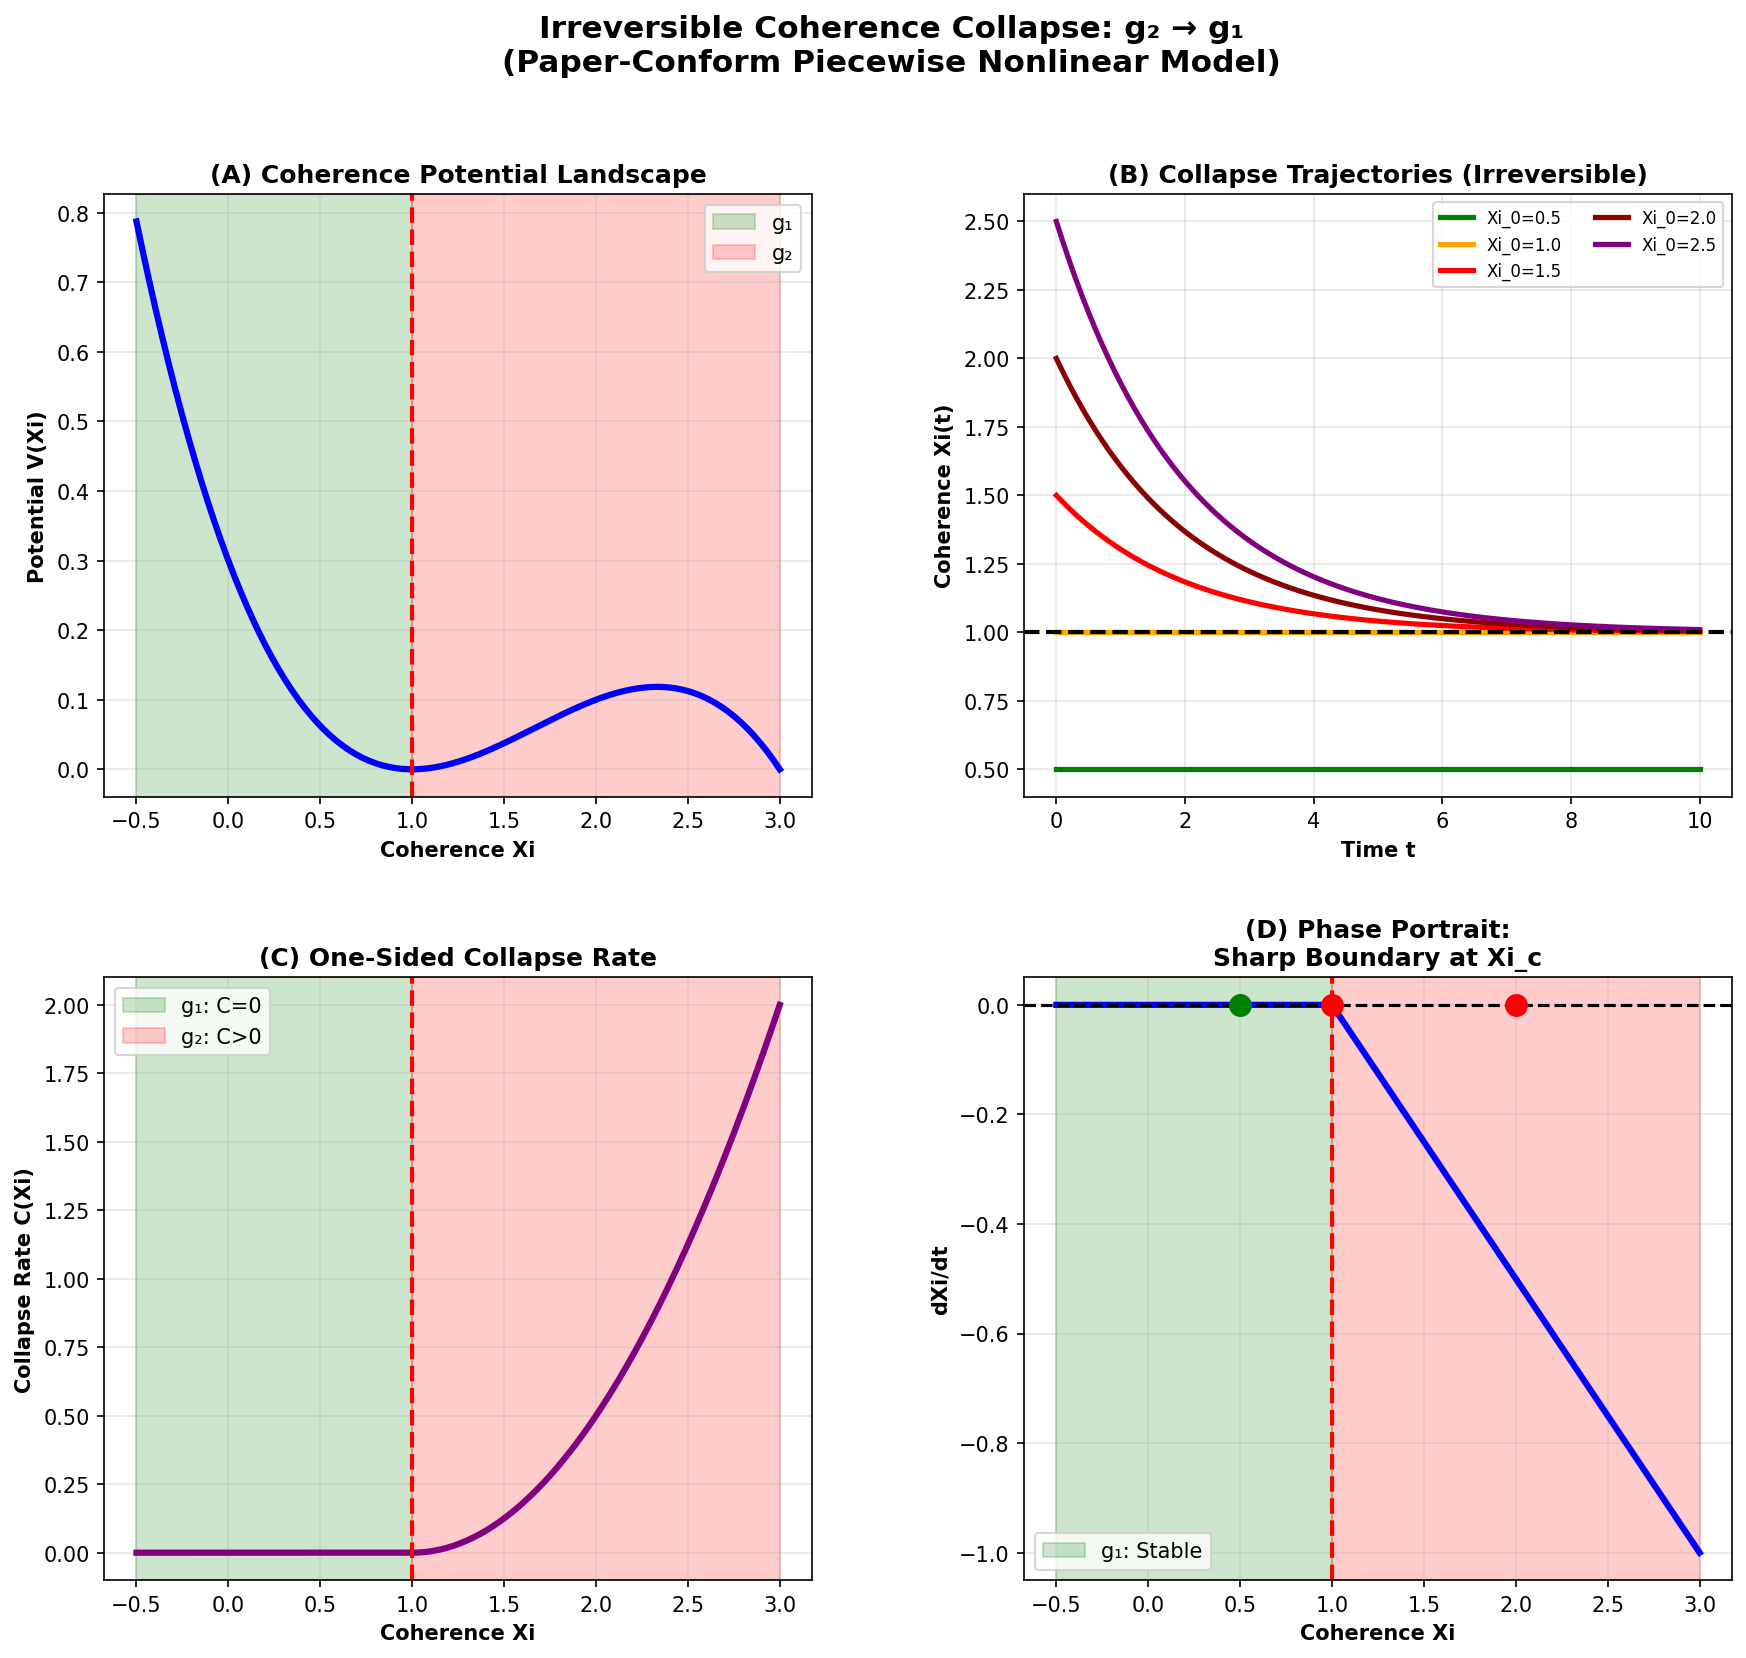 Irreversible Coherence Collapse: g₂ → g₁
(Paper-Conform Piecewise Nonlinear Model)
(A) Coherence Potential Landscape
g₁
g₂
Potential V(Xi)
0.8
0.7
0.6
0.5
0.4
0.3
0.2
0.1
0.0
−0.5 0.0 0.5 1.0 1.5 2.0 2.5 3.0
Coherence Xi
(B) Collapse Trajectories (Irreversible)
Xi_0=0.5 Xi_0=2.0
Xi_0=1.0 Xi_0=2.5
Xi_0=1.5
Coherence Xi(t)
2.50
2.25
2.00
1.75
1.50
1.25
1.00
0.75
0.50
0 2 4 6 8 10
Time t
(C) One-Sided Collapse Rate
g₁: C=0
g₂: C>0
Collapse Rate C(Xi)
2.00
1.75
1.50
1.25
1.00
0.75
0.50
0.25
0.00
−0.5 0.0 0.5 1.0 1.5 2.0 2.5 3.0
Coherence Xi
(D) Phase Portrait:
Sharp Boundary at Xi_c
dXi/dt
0.0
−0.2
−0.4
−0.6
−0.8
−1.0
g₁: Stable
−0.5 0.0 0.5 1.0 1.5 2.0 2.5 3.0
Coherence Xi